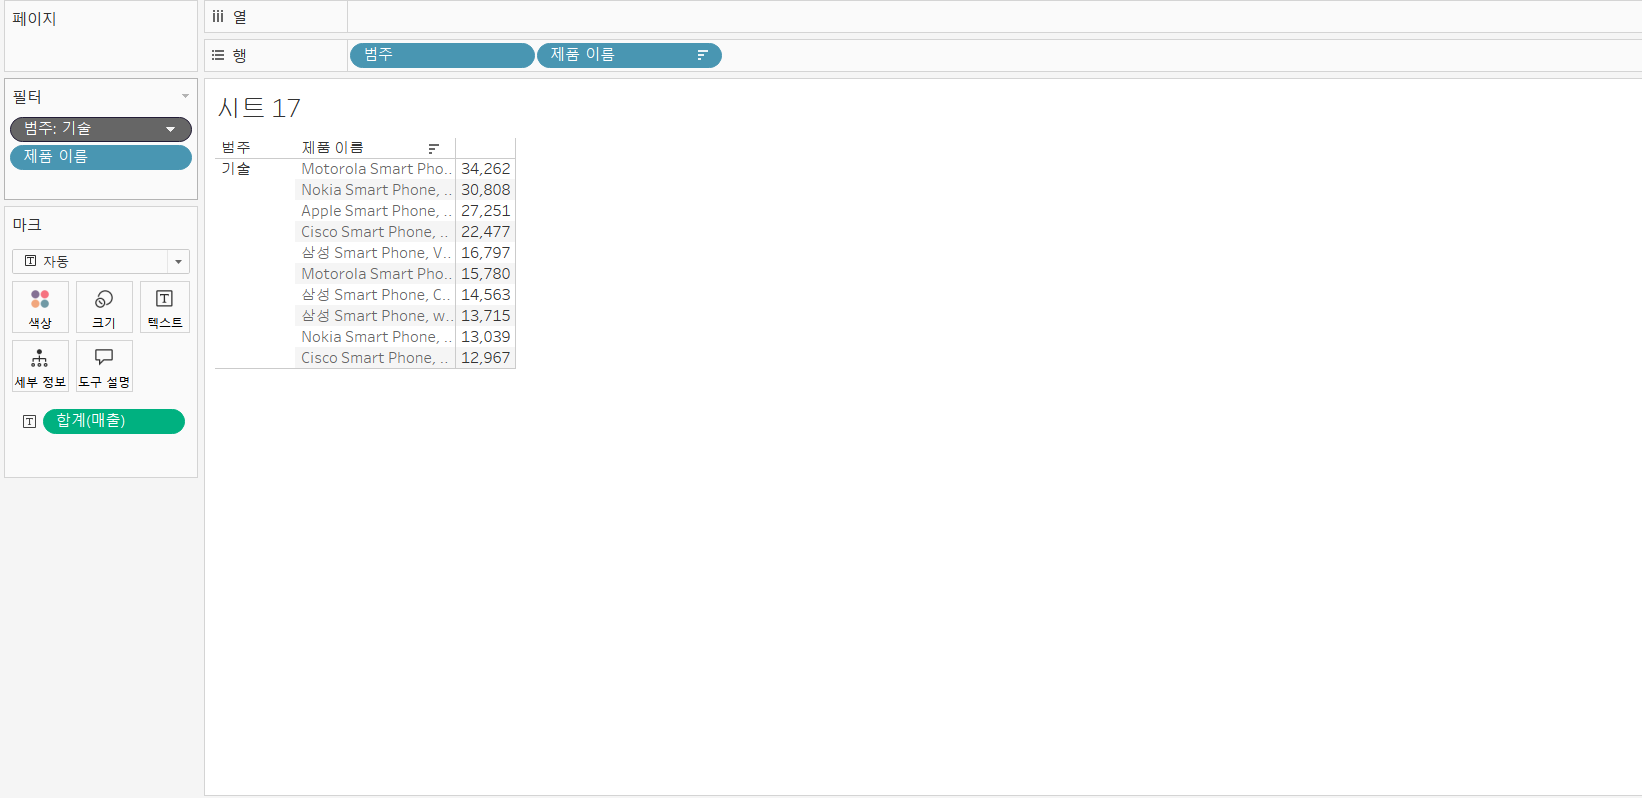 페이지
iii 열
행 범주 제품 이름
필터
범주: 기술
제품 이름
마크
자동
색상 크기 텍스트
세부 정보 도구 설명
합계(매출)
시트 17
범주 제품 이름
기술 Motorola Smart Pho.. 34,262
Nokia Smart Phone, .. 30,808
Apple Smart Phone, .. 27,251
Cisco Smart Phone, .. 22,477
삼성 Smart Phone, V.. 16,797
Motorola Smart Pho.. 15,780
삼성 Smart Phone, C.. 14,563
삼성 Smart Phone, w.. 13,715
Nokia Smart Phone, .. 13,039
Cisco Smart Phone, .. 12,967